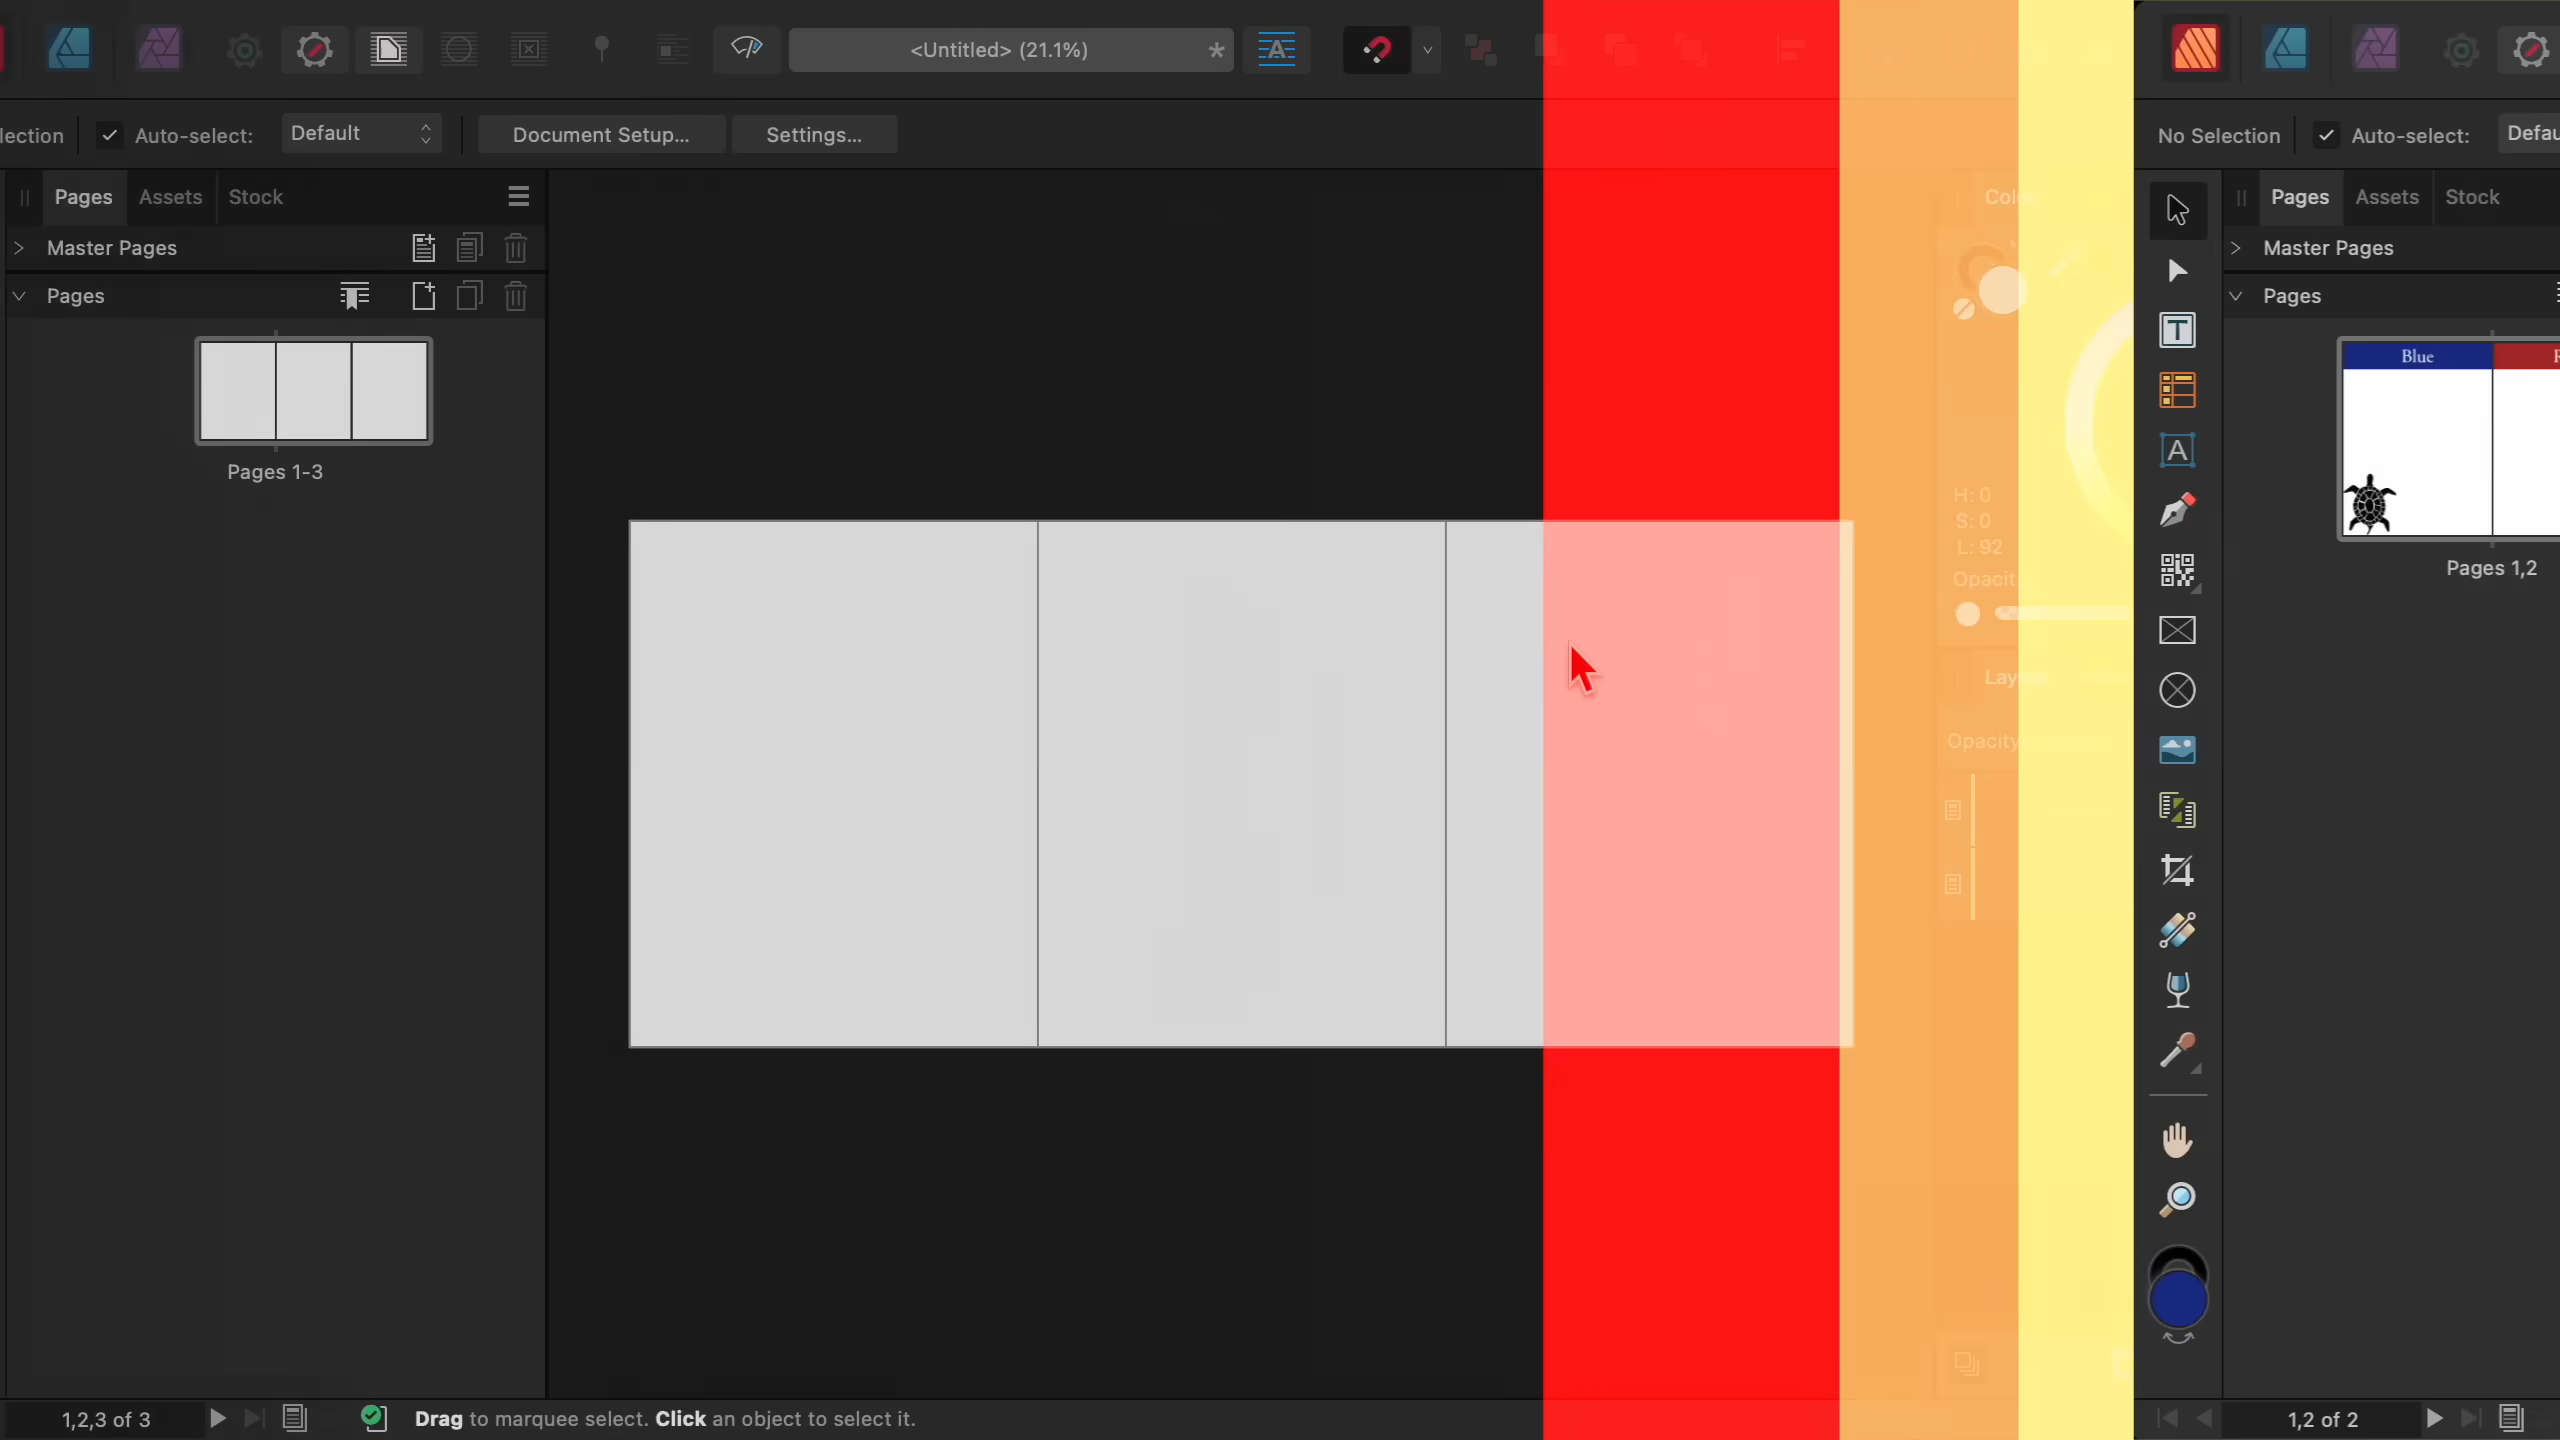 <Untitled> (21.1%) *
lection Auto-select: Default Document Setup... Settings...
No Selection Auto-select:
Pages Assets Stock
Master Pages
Pages
Pages 1-3
H: 0
S: 0
L: 92
Opacity
1,2,3 of 3
Drag to marquee select. Click an object to select it.
Pages Assets Stock
Master Pages
Pages
Blue
Pages 1,2
1,2 of 2